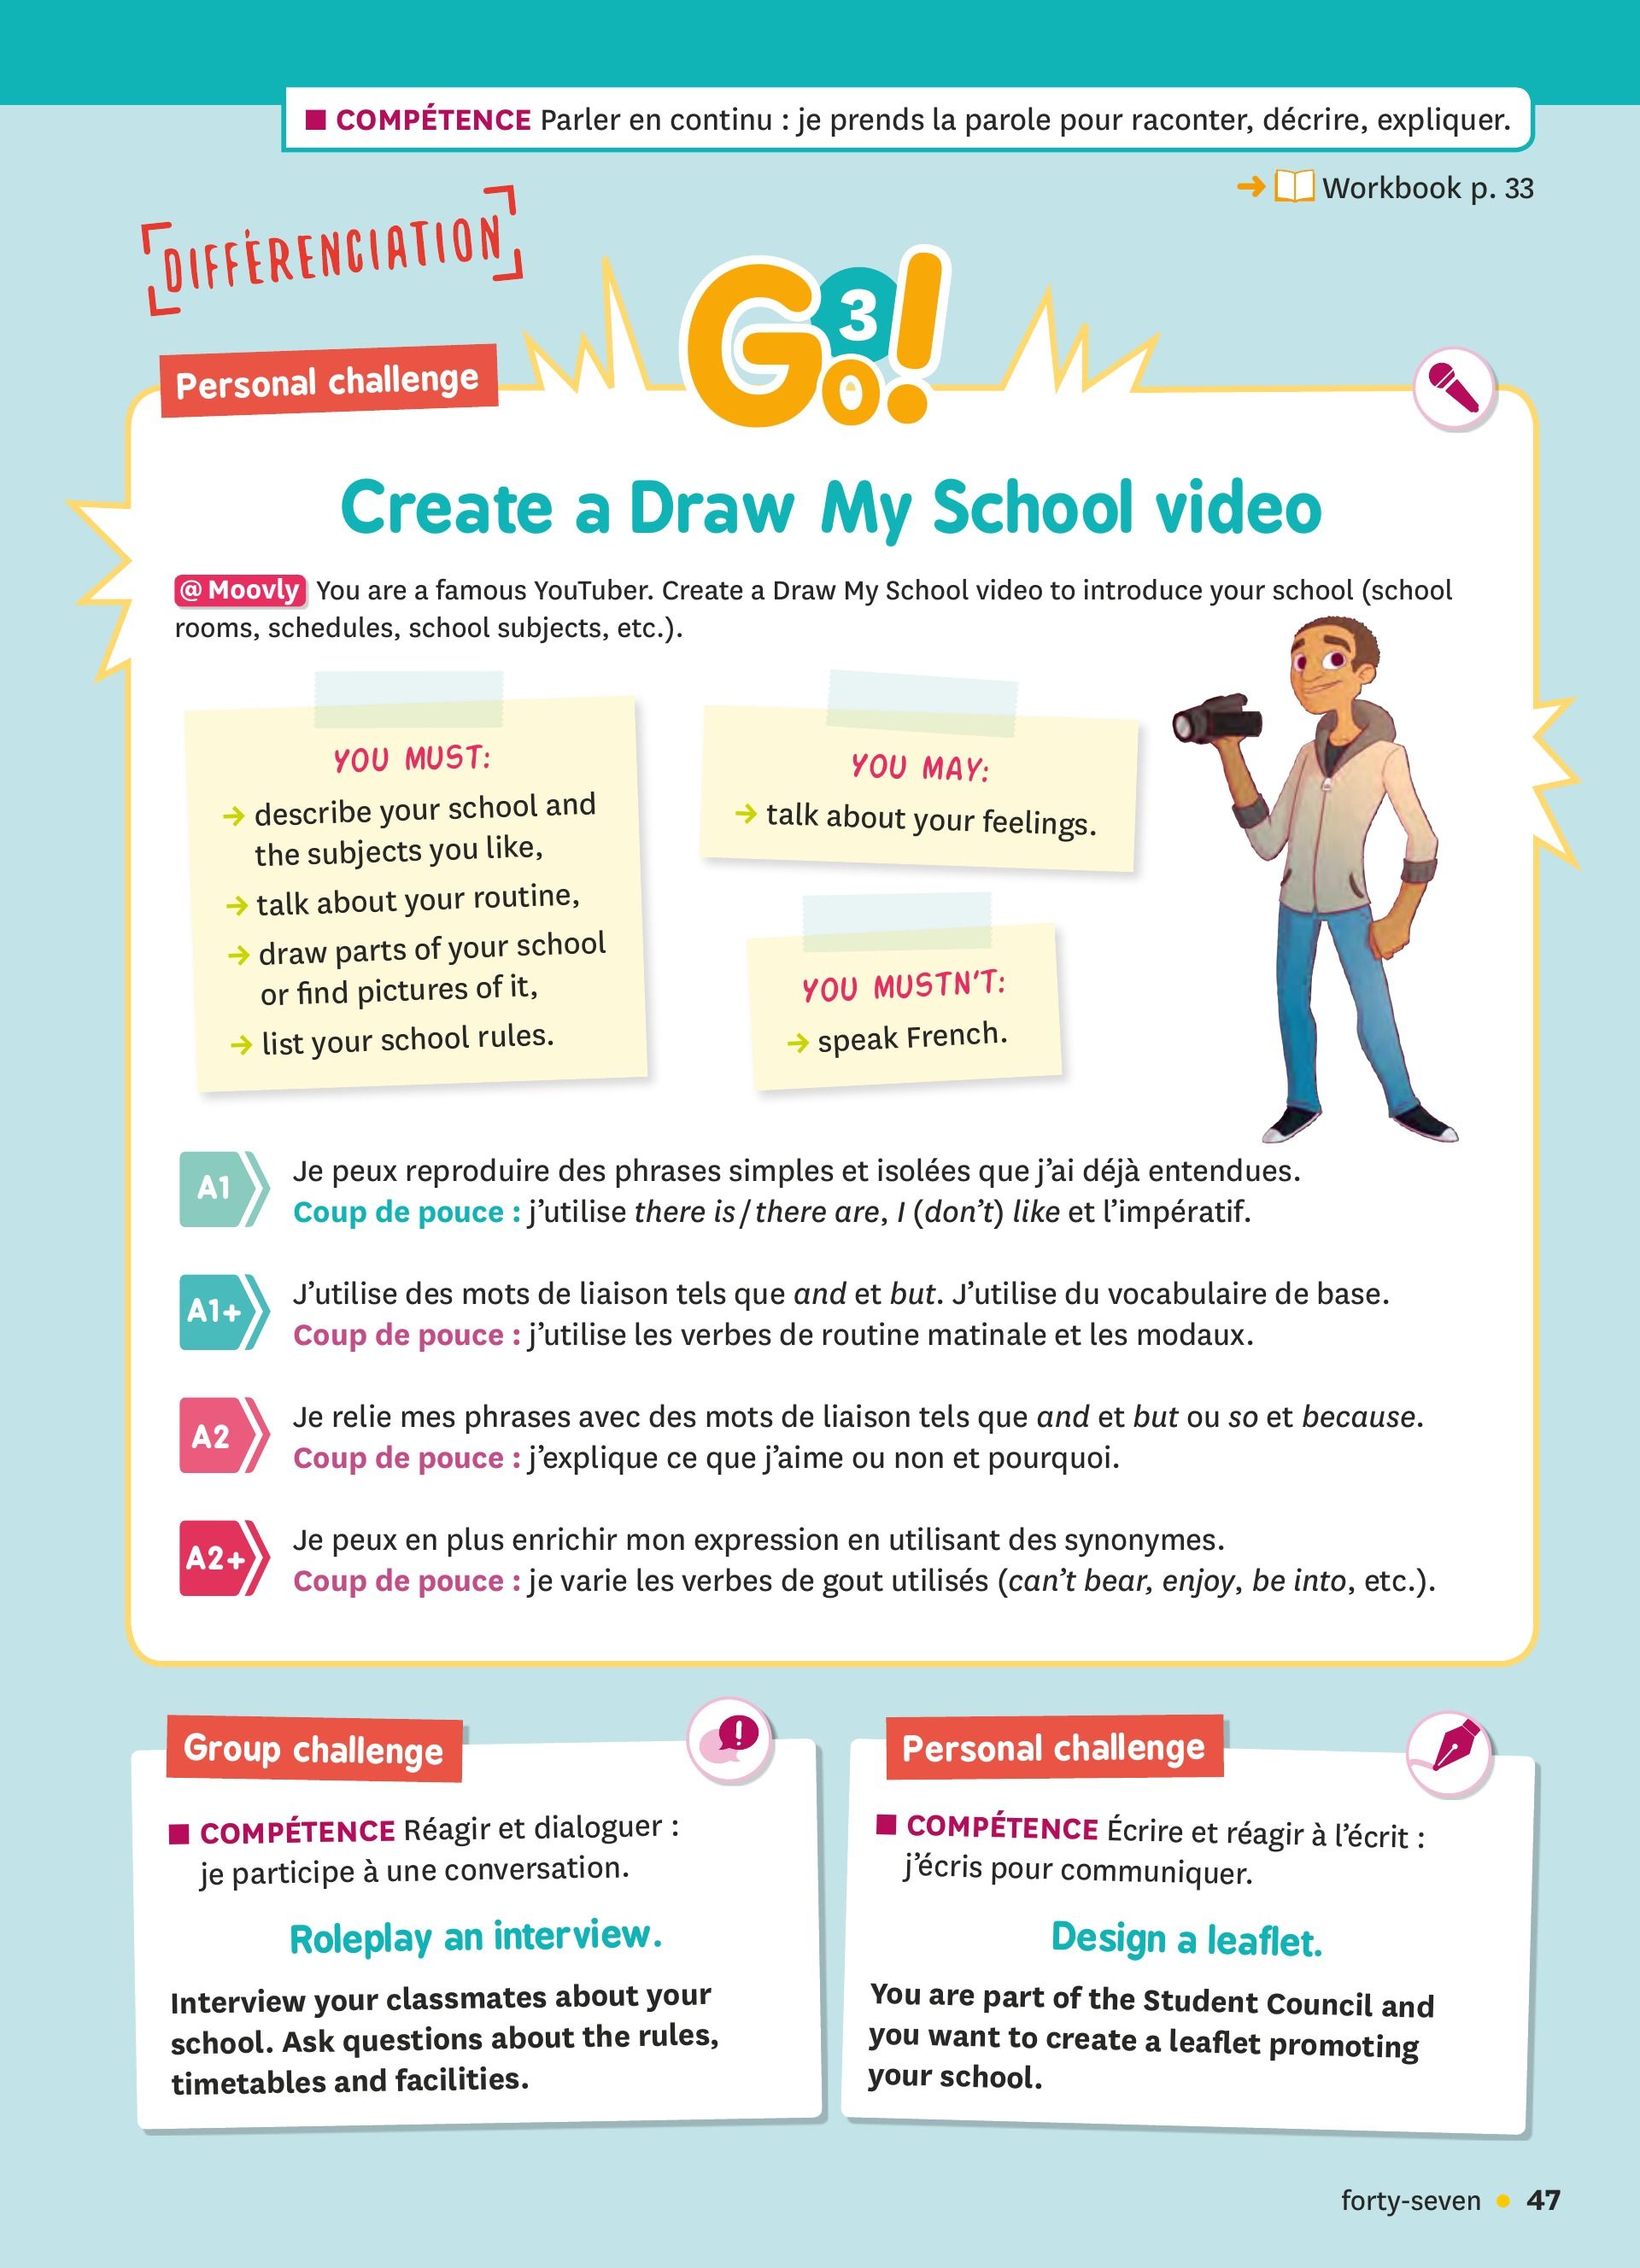 ■ COMPÉTENCE Parler en continu : je prends la parole pour raconter, décrire, expliquer.
➜ Workbook p. 33
DIFFÉRENCIATION
Go! 3
Personal challenge
Create a Draw My School video
@ Moovly You are a famous YouTuber. Create a Draw My School video to introduce your school (school
rooms, schedules, school subjects, etc.).
YOU MUST:
→ describe your school and
the subjects you like,
→ talk about your routine,
→ draw parts of your school
or find pictures of it,
→ list your school rules.
YOU MAY:
→ talk about your feelings.
YOU MUSTN'T:
→ speak French.
A1
Je peux reproduire des phrases simples et isolées que j'ai déjà entendues.
Coup de pouce : j'utilise there is / there are, I (don't) like et l'impératif.
A1+
J'utilise des mots de liaison tels que and et but. J'utilise du vocabulaire de base.
Coup de pouce : j'utilise les verbes de routine matinale et les modaux.
A2
Je relie mes phrases avec des mots de liaison tels que and et but ou so et because.
Coup de pouce : j'explique ce que j'aime ou non et pourquoi.
A2+
Je peux en plus enrichir mon expression en utilisant des synonymes.
Coup de pouce : je varie les verbes de gout utilisés (can't bear, enjoy, be into, etc.).
Group challenge
■ COMPÉTENCE Réagir et dialoguer :
je participe à une conversation.
Roleplay an interview.
Interview your classmates about your
school. Ask questions about the rules,
timetables and facilities.
Personal challenge
■ COMPÉTENCE Écrire et réagir à l'écrit :
j'écris pour communiquer.
Design a leaflet.
You are part of the Student Council and
you want to create a leaflet promoting
your school.
forty-seven • 47